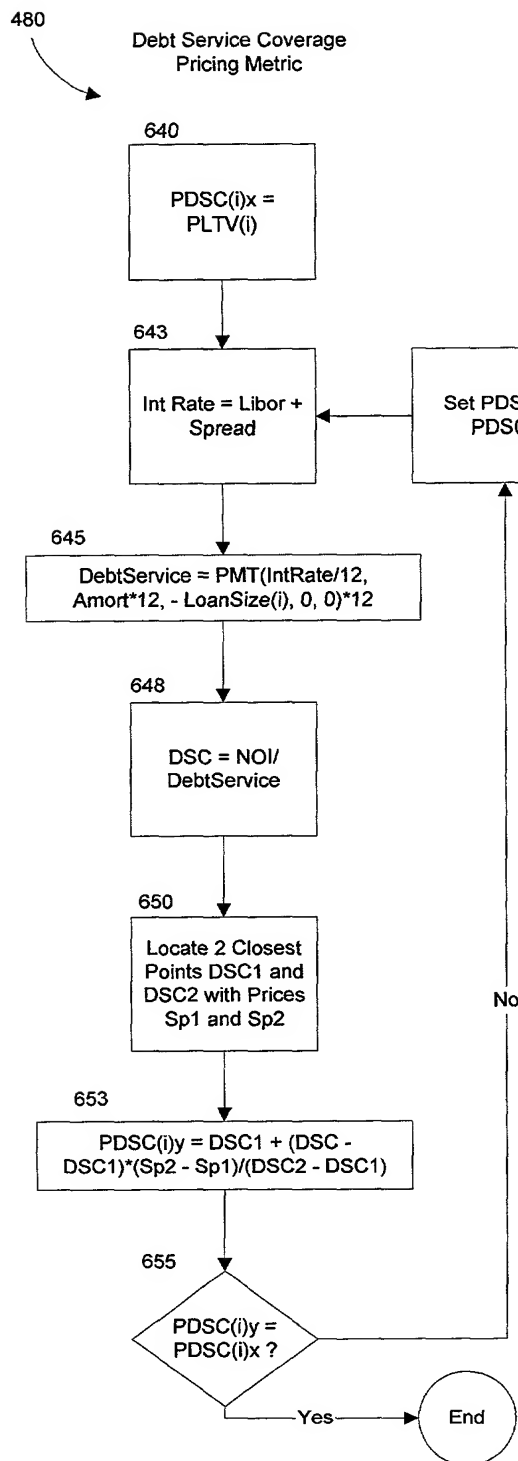 480
Debt Service Coverage
Pricing Metric
640
PDSC(i)x =
PLTV(i)
643
Int Rate = Libor +
Spread
Set
645
DebtService = PMT(IntRate/12,
Amort*12, - LoanSize(i), 0, 0)*12
648
DSC = NOI/
DebtService
650
Locate 2 Closest
Points DSC1 and
DSC2 with Prices
Sp1 and Sp2
No
653
PDSC(i)y = DSC1 + (DSC -
DSC1)*(Sp2 - Sp1)/(DSC2 - DSC1)
655
PDSC(i)y =
PDSC(i)x ?
Yes
End